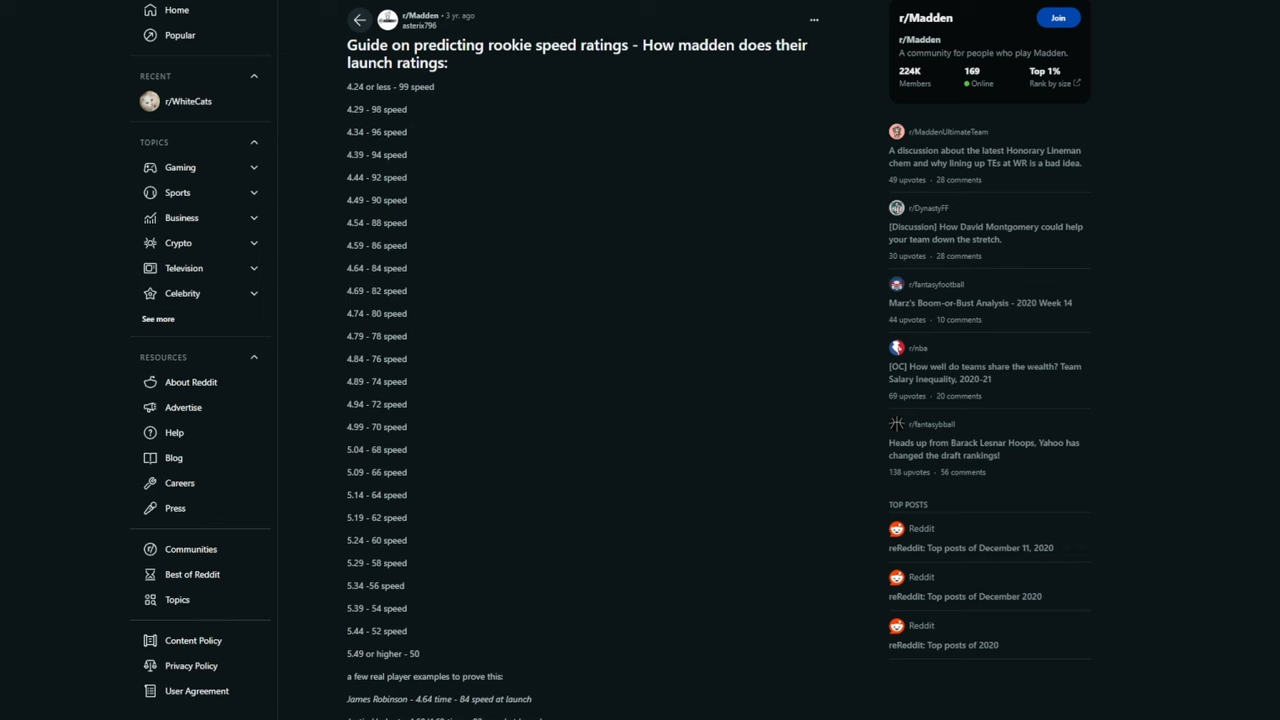 Home
Popular
RECENT
r/WhiteCats
TOPICS
Gaming
Sports
Business
Crypto
Television
Celebrity
See more
RESOURCES
About Reddit
Advertise
Help
Blog
Careers
Press
Communities
Best of Reddit
Topics
Content Policy
Privacy Policy
User Agreement
r/Madden • 3 yr. ago
asterix796
Guide on predicting rookie speed ratings - How madden does their
launch ratings:
4.24 or less - 99 speed
4.29 - 98 speed
4.34 - 96 speed
4.39 - 94 speed
4.44 - 92 speed
4.49 - 90 speed
4.54 - 88 speed
4.59 - 86 speed
4.64 - 84 speed
4.69 - 82 speed
4.74 - 80 speed
4.79 - 78 speed
4.84 - 76 speed
4.89 - 74 speed
4.94 - 72 speed
4.99 - 70 speed
5.04 - 68 speed
5.09 - 66 speed
5.14 - 64 speed
5.19 - 62 speed
5.24 - 60 speed
5.29 - 58 speed
5.34 -56 speed
5.39 - 54 speed
5.44 - 52 speed
5.49 or higher - 50
a few real player examples to prove this:
James Robinson - 4.64 time - 84 speed at launch
r/Madden
Join
r/Madden
A community for people who play Madden.
224K 169 Top 1%
Members Online Rank by size
r/MaddenUltimateTeam
A discussion about the latest Honorary Lineman
chem and why lining up TEs at WR is a bad idea.
49 upvotes · 28 comments
r/DynastyFF
[Discussion] How David Montgomery could help
your team down the stretch.
30 upvotes · 28 comments
r/fantasyfootball
Marz's Boom-or-Bust Analysis - 2020 Week 14
44 upvotes · 10 comments
r/nba
[OC] How well do teams share the wealth? Team
Salary Inequality, 2020-21
69 upvotes · 20 comments
r/fantasybball
Heads up from Barack Lesnar Hoops, Yahoo has
changed the draft rankings!
138 upvotes · 56 comments
TOP POSTS
Reddit
reReddit: Top posts of December 11, 2020
Reddit
reReddit: Top posts of December 2020
Reddit
reReddit: Top posts of 2020